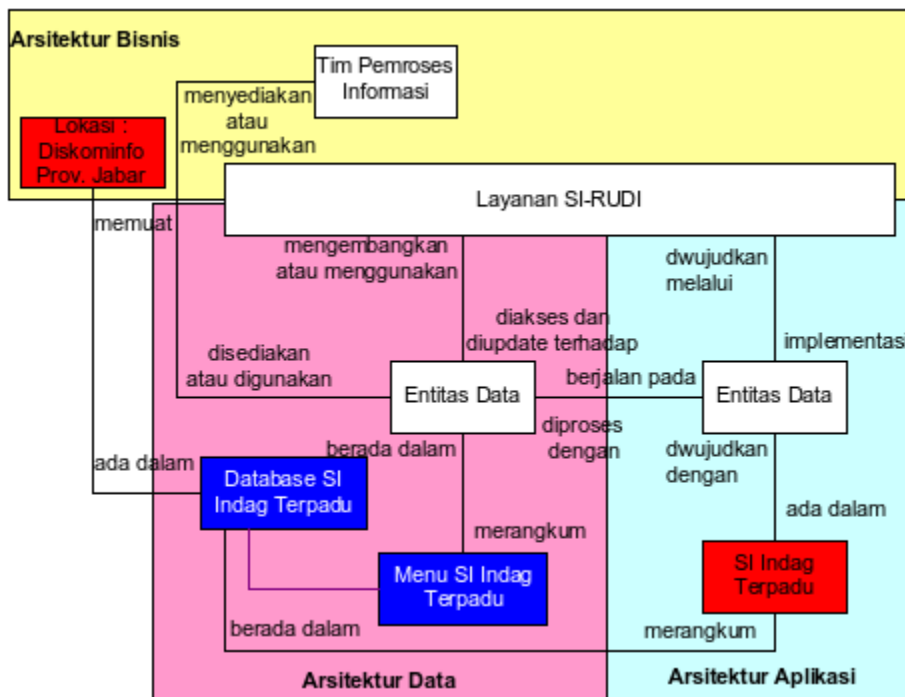 Arsitektur Bisnis
Tim Pemroses
Informasi
menyediakan
atau
menggunakan
Lokasi :
Diskominfo
Prov. Jabar
Layanan SI-RUDI
memuat
mengembangkan
atau menggunakan
dwujudkan
melalui
diakses dan
diupdate terhadap
implementasi
disediakan
atau digunakan
berjalan pada
Entitas Data
Entitas Data
diproses
dengan
berada dalam
dwujudkan
dengan
ada dalam
Database SI
Indag Terpadu
merangkum
ada dalam
Menu SI Indag
Terpadu
SI Indag
Terpadu
berada dalam
merangkum
Arsitektur Data
Arsitektur Aplikasi